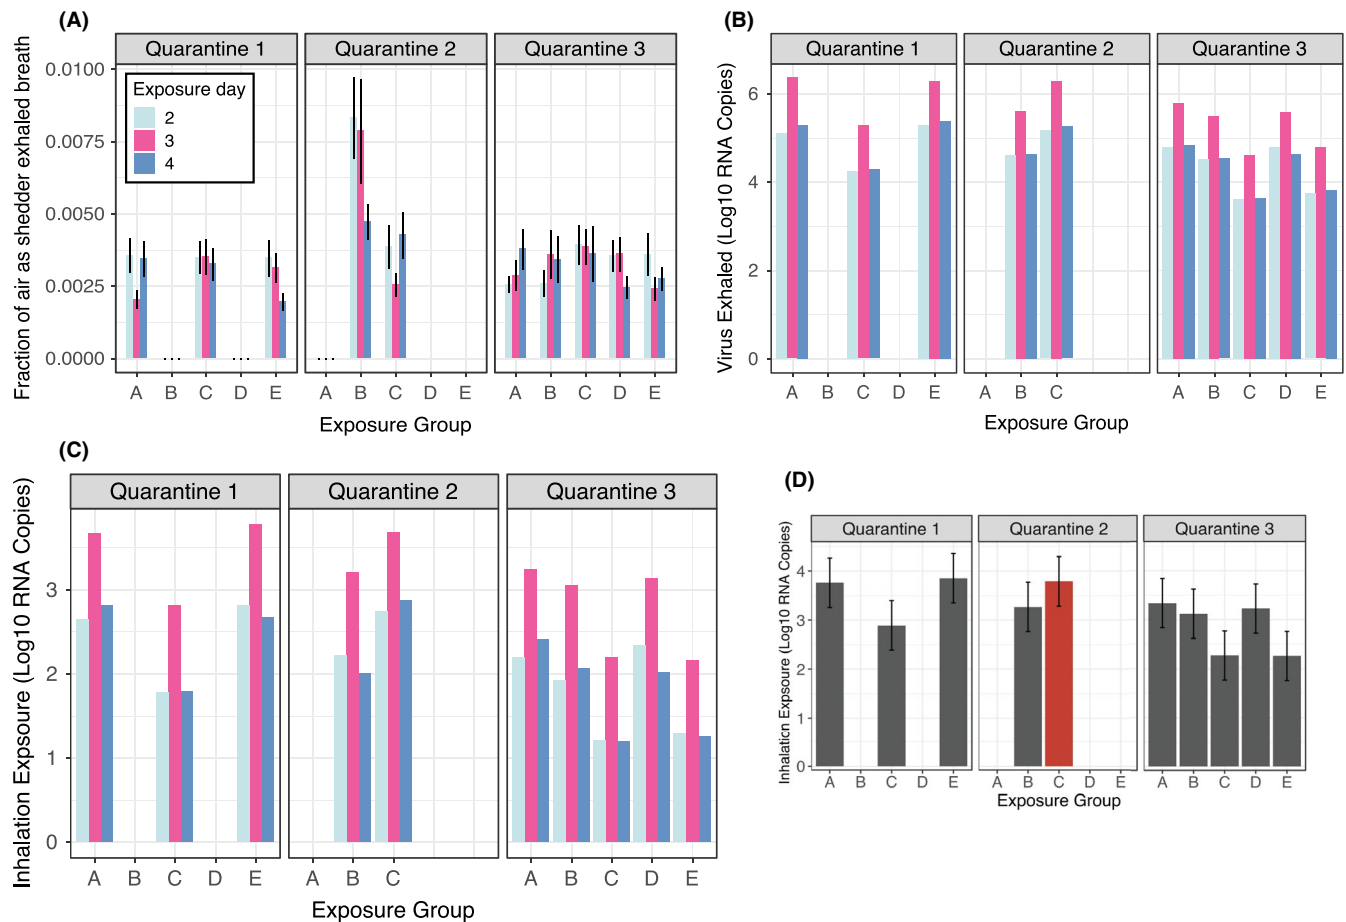 (A)
Quarantine 1 Quarantine 2 Quarantine 3
Fraction of air as shedder exhaled breath
0.0100
0.0075
0.0050
0.0025
0.0000
Exposure day
2
3
4
A B C D E A B C D E A B C D E
Exposure Group
(B)
Quarantine 1 Quarantine 2 Quarantine 3
Virus Exhaled (Log10 RNA Copies)
6
4
2
0
A B C D E A B C A B C D E
Exposure Group
(C)
Quarantine 1 Quarantine 2 Quarantine 3
Inhalation Expsoure (Log10 RNA Copies)
3
2
1
0
A B C D E A B C A B C D E
Exposure Group
(D)
Quarantine 1 Quarantine 2 Quarantine 3
Inhalation Expsoure (Log10 RNA Copies)
4
3
2
1
0
A B C D E A B C D E A B C D E
Exposure Group